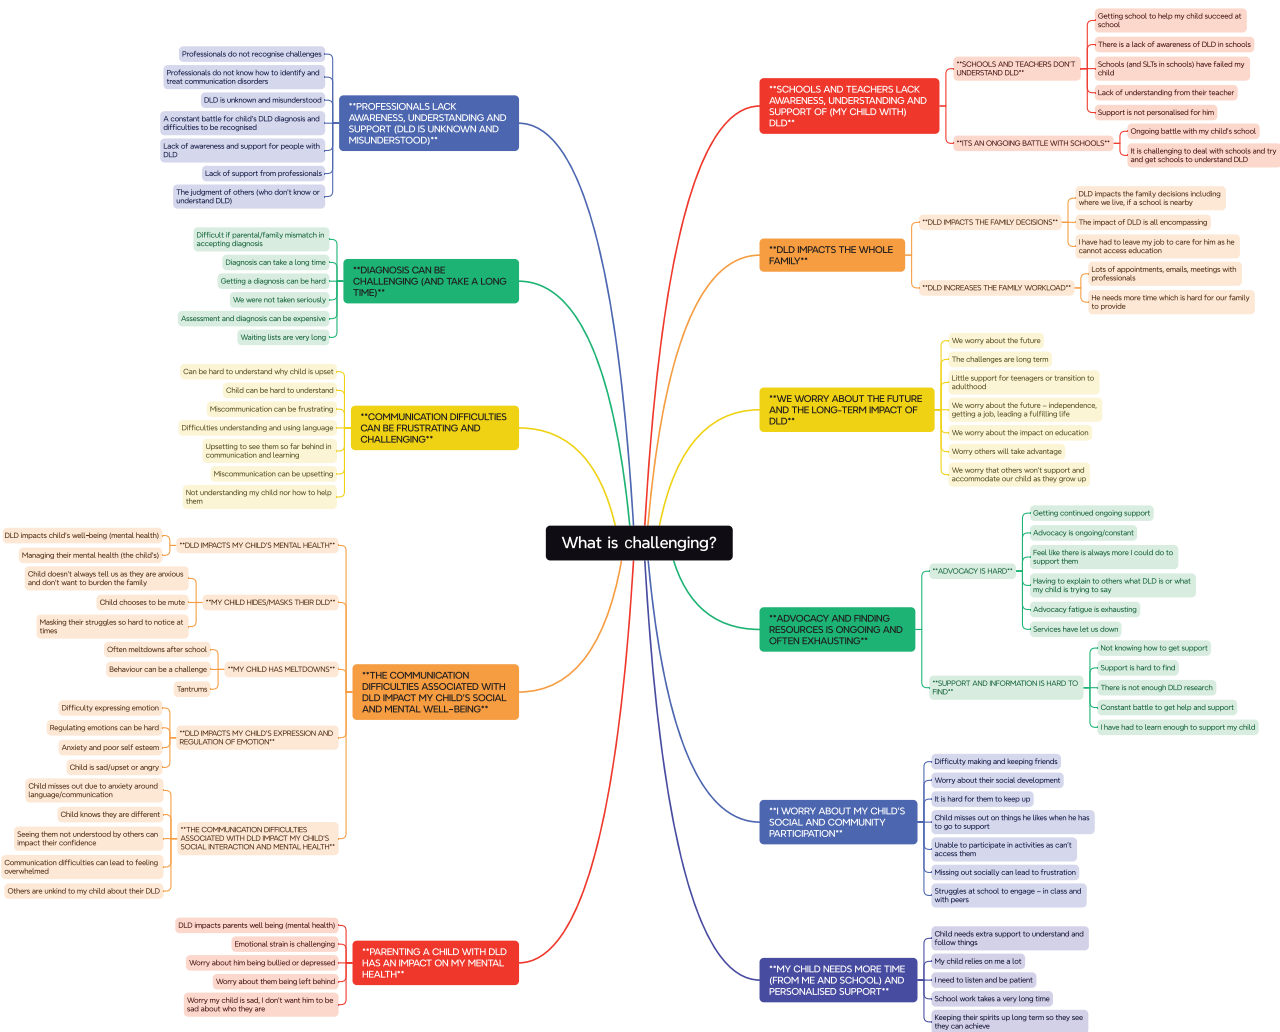 What is challenging?
**PROFESSIONALS LACK
AWARENESS, UNDERSTANDING AND
SUPPORT (DLD IS UNKNOWN AND
MISUNDERSTOOD)**
Professionals do not recognise challenges
Professionals do not know how to identify and
treat communication disorders
DLD is unknown and misunderstood
A constant battle for child's DLD diagnosis and
difficulties to be recognised
Lack of awareness and support for people with
DLD
Lack of support from professionals
The judgment of others (who don't know or
understand DLD)
**DIAGNOSIS CAN BE
CHALLENGING (AND TAKE A LONG
TIME)**
Difficult if parental/family mismatch in
accepting diagnosis
Diagnosis can take a long time
Getting a diagnosis can be hard
We were not taken seriously
Assessment and diagnosis can be expensive
Waiting lists are very long
**COMMUNICATION DIFFICULTIES
CAN BE FRUSTRATING AND
CHALLENGING**
Can be hard to understand why child is upset
Child can be hard to understand
Miscommunication can be frustrating
Difficulties understanding and using language
Upsetting to see them so far behind in
communication and learning
Miscommunication can be upsetting
Not understanding my child nor how to help
them
**THE COMMUNICATION
DIFFICULTIES ASSOCIATED WITH
DLD IMPACT MY CHILD'S SOCIAL
AND MENTAL WELL-BEING**
**DLD IMPACTS MY CHILD'S MENTAL HEALTH**
DLD impacts child's well-being (mental health)
Managing their mental health (the child's)
**MY CHILD HIDES/MASKS THEIR DLD**
Child doesn't always tell us as they are anxious
and don't want to burden the family
Child chooses to be mute
Masking their struggles so hard to notice at
times
**MY CHILD HAS MELTDOWNS**
Often meltdowns after school
Behaviour can be a challenge
Tantrums
**DLD IMPACTS MY CHILD'S EXPRESSION AND
REGULATION OF EMOTION**
Difficulty expressing emotion
Regulating emotions can be hard
Anxiety and poor self esteem
Child is sad/upset or angry
**THE COMMUNICATION DIFFICULTIES
ASSOCIATED WITH DLD IMPACT MY CHILD'S
SOCIAL INTERACTION AND MENTAL HEALTH**
Child misses out due to anxiety around
language/communication
Child knows they are different
Seeing them not understood by others can
impact their confidence
Communication difficulties can lead to feeling
overwhelmed
Others are unkind to my child about their DLD
**PARENTING A CHILD WITH DLD
HAS AN IMPACT ON MY MENTAL
HEALTH**
DLD impacts parents well being (mental health)
Emotional strain is challenging
Worry about him being bullied or depressed
Worry about them being left behind
Worry my child is sad, I don't want him to be
sad about who they are
**SCHOOLS AND TEACHERS LACK
AWARENESS, UNDERSTANDING AND
SUPPORT OF (MY CHILD WITH)
DLD**
**SCHOOLS AND TEACHERS DON'T
UNDERSTAND DLD**
Getting school to help my child succeed at
school
There is a lack of awareness of DLD in schools
Schools (and SLTs in schools) have failed my
child
Lack of understanding from their teacher
Support is not personalised for him
**ITS AN ONGOING BATTLE WITH SCHOOLS**
Ongoing battle with my child's school
It is challenging to deal with schools and try
and get schools to understand DLD
**DLD IMPACTS THE WHOLE
FAMILY**
**DLD IMPACTS THE FAMILY DECISIONS**
DLD impacts the family decisions including
where we live, if a school is nearby
The impact of DLD is all encompassing
I have had to leave my job to care for him as he
cannot access education
**DLD INCREASES THE FAMILY WORKLOAD**
Lots of appointments, emails, meetings with
professionals
He needs more time which is hard for our family
to provide
**WE WORRY ABOUT THE FUTURE
AND THE LONG-TERM IMPACT OF
DLD**
We worry about the future
The challenges are long term
Little support for teenagers or transition to
adulthood
We worry about the future – independence,
getting a job, leading a fulfilling life
We worry about the impact on education
Worry others will take advantage
We worry that others won't support and
accommodate our child as they grow up
**ADVOCACY AND FINDING
RESOURCES IS ONGOING AND
OFTEN EXHAUSTING**
**ADVOCACY IS HARD**
Getting continued ongoing support
Advocacy is ongoing/constant
Feel like there is always more I could do to
support them
Having to explain to others what DLD is or what
my child is trying to say
Advocacy fatigue is exhausting
Services have let us down
**SUPPORT AND INFORMATION IS HARD TO
FIND**
Not knowing how to get support
Support is hard to find
There is not enough DLD research
Constant battle to get help and support
I have had to learn enough to support my child
**I WORRY ABOUT MY CHILD'S
SOCIAL AND COMMUNITY
PARTICIPATION**
Difficulty making and keeping friends
Worry about their social development
It is hard for them to keep up
Child misses out on things he likes when he has
to go to support
Unable to participate in activities as can't
access them
Missing out socially can lead to frustration
Struggles at school to engage – in class and
with peers
**MY CHILD NEEDS MORE TIME
(FROM ME AND SCHOOL) AND
PERSONALISED SUPPORT**
Child needs extra support to understand and
follow things
My child relies on me a lot
I need to listen and be patient
School work takes a very long time
Keeping their spirits up long term so they see
they can achieve